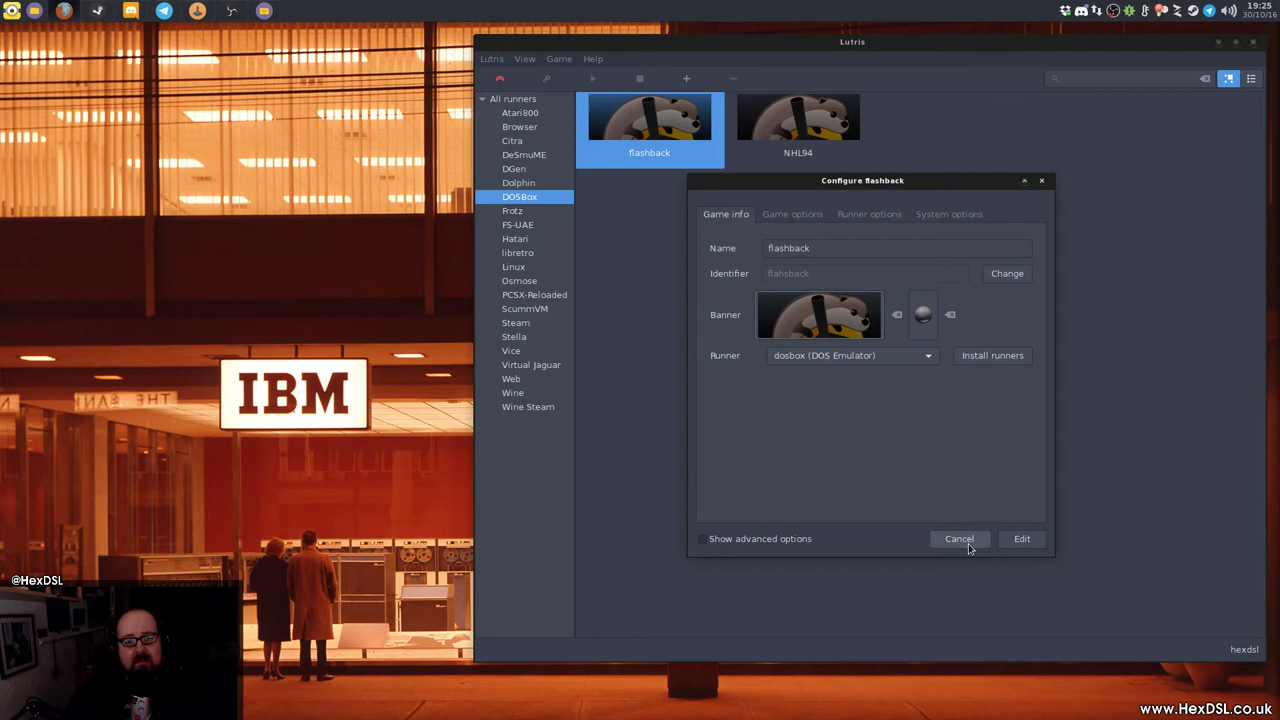 19:25
30/10/16
Lutris
Lutris View Game Help
All runners
Atari800
Browser
Citra
DeSmuME
DGen
Dolphin
DOSBox
Frotz
FS-UAE
Hatari
libretro
Linux
Osmose
PCSX-Reloaded
ScummVM
Steam
Stella
Vice
Virtual Jaguar
Web
Wine
Wine Steam
flashback NHL94
Configure flashback
Game info Game options Runner options System options
Name flashback
Identifier flahsback Change
Banner
Runner dosbox (DOS Emulator) Install runners
Show advanced options Cancel Edit
hexdsl
IBM
THE BAN
@HexDSL
www.HexDSL.co.uk